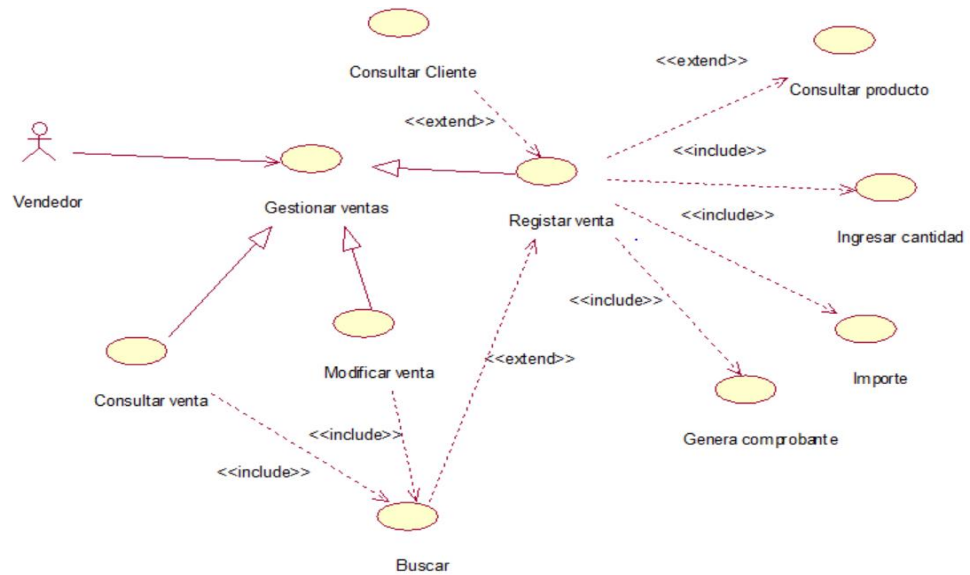 Consultar Cliente
<<extend>>
Consultar producto
<<extend>>
<<include>>
Vendedor
Gestionar ventas
Registar venta
<<include>>
Ingresar cantidad
<<include>>
<<extend>>
Modificar venta
Importe
Consultar venta
<<include>>
<<include>>
Genera comprobante
Buscar